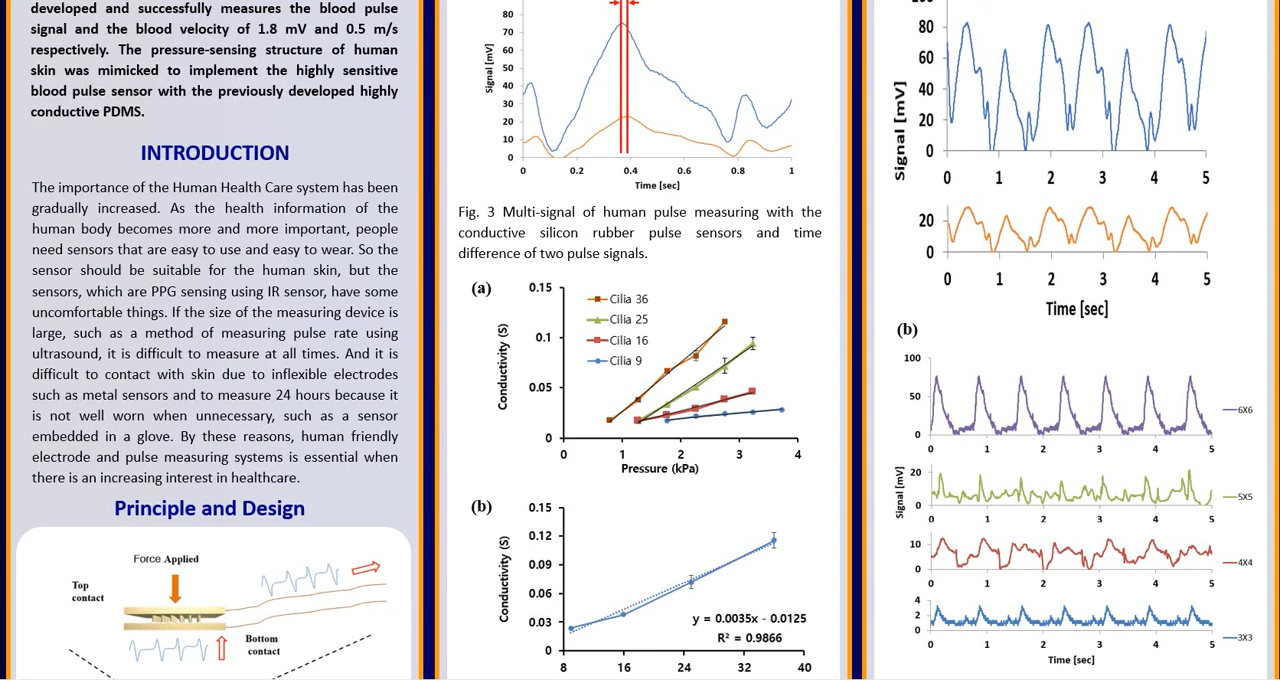 developed and successfully measures the blood pulse
signal and the blood velocity of 1.8 mV and 0.5 m/s
respectively. The pressure-sensing structure of human
skin was mimicked to implement the highly sensitive
blood pulse sensor with the previously developed highly
conductive PDMS.
INTRODUCTION
The importance of the Human Health Care system has been
gradually increased. As the health information of the
human body becomes more and more important, people
need sensors that are easy to use and easy to wear. So the
sensor should be suitable for the human skin, but the
sensors, which are PPG sensing using IR sensor, have some
uncomfortable things. If the size of the measuring device is
large, such as a method of measuring pulse rate using
ultrasound, it is difficult to measure at all times. And it is
difficult to contact with skin due to inflexible electrodes
such as metal sensors and to measure 24 hours because it
is not well worn when unnecessary, such as a sensor
embedded in a glove. By these reasons, human friendly
electrode and pulse measuring systems is essential when
there is an increasing interest in healthcare.
Principle and Design
Force Applied
Top
contact
Bottom
contact
80
70
60
50
40
30
20
10
0
Signal [mV]
0 0.2 0.4 0.6 0.8 1
Time [sec]
Fig. 3 Multi-signal of human pulse measuring with the
conductive silicon rubber pulse sensors and time
difference of two pulse signals.
(a)
0.15
0.1
0.05
0
Conductivity (S)
Cilia 36
Cilia 25
Cilia 16
Cilia 9
0 1 2 3 4
Pressure (kPa)
(b)
0.15
0.12
0.09
0.06
0.03
0
Conductivity (S)
y = 0.0035x - 0.0125
R² = 0.9866
8 16 24 32 40
80
60
40
20
0
Signal [mV]
0 1 2 3 4 5
20
0
0 1 2 3 4 5
Time [sec]
(b)
100
50
0
0 1 2 3 4 5
6X6
20
0
0 1 2 3 4 5
5X5
Signal [mV]
10
0
0 1 2 3 4 5
4X4
4
2
0
0 1 2 3 4 5
3X3
Time [sec]